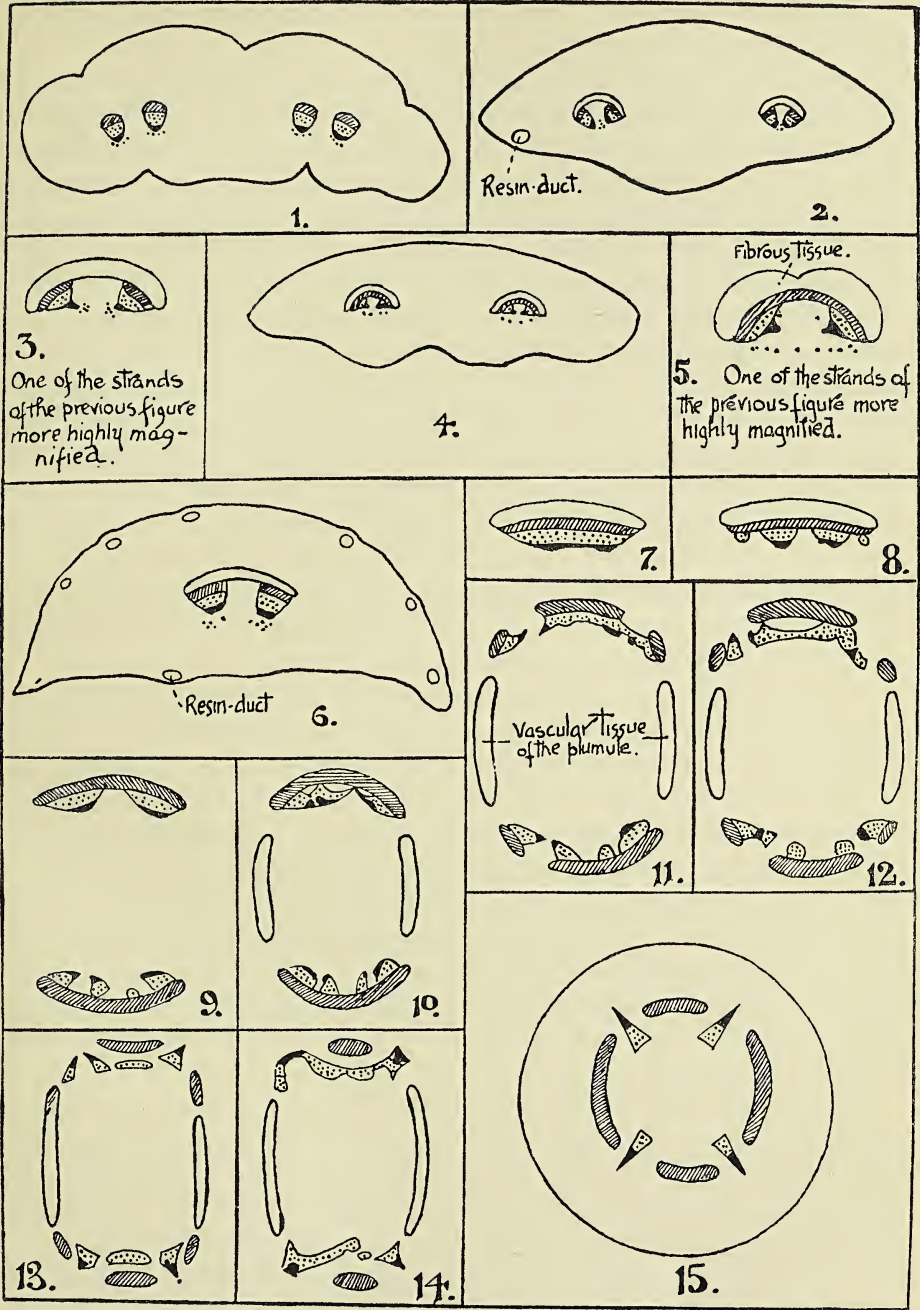 1.
Resin-duct.
2.
3.
One of the strands
of the previous figure
more highly mag-
nified.
4.
Fibrous Tissue.
5. One of the strands of
the previous figure more
highly magnified.
Resin-duct
6.
7.
8.
Vascular Tissue
of the plumule.
11.
12.
9.
10.
13.
14.
15.